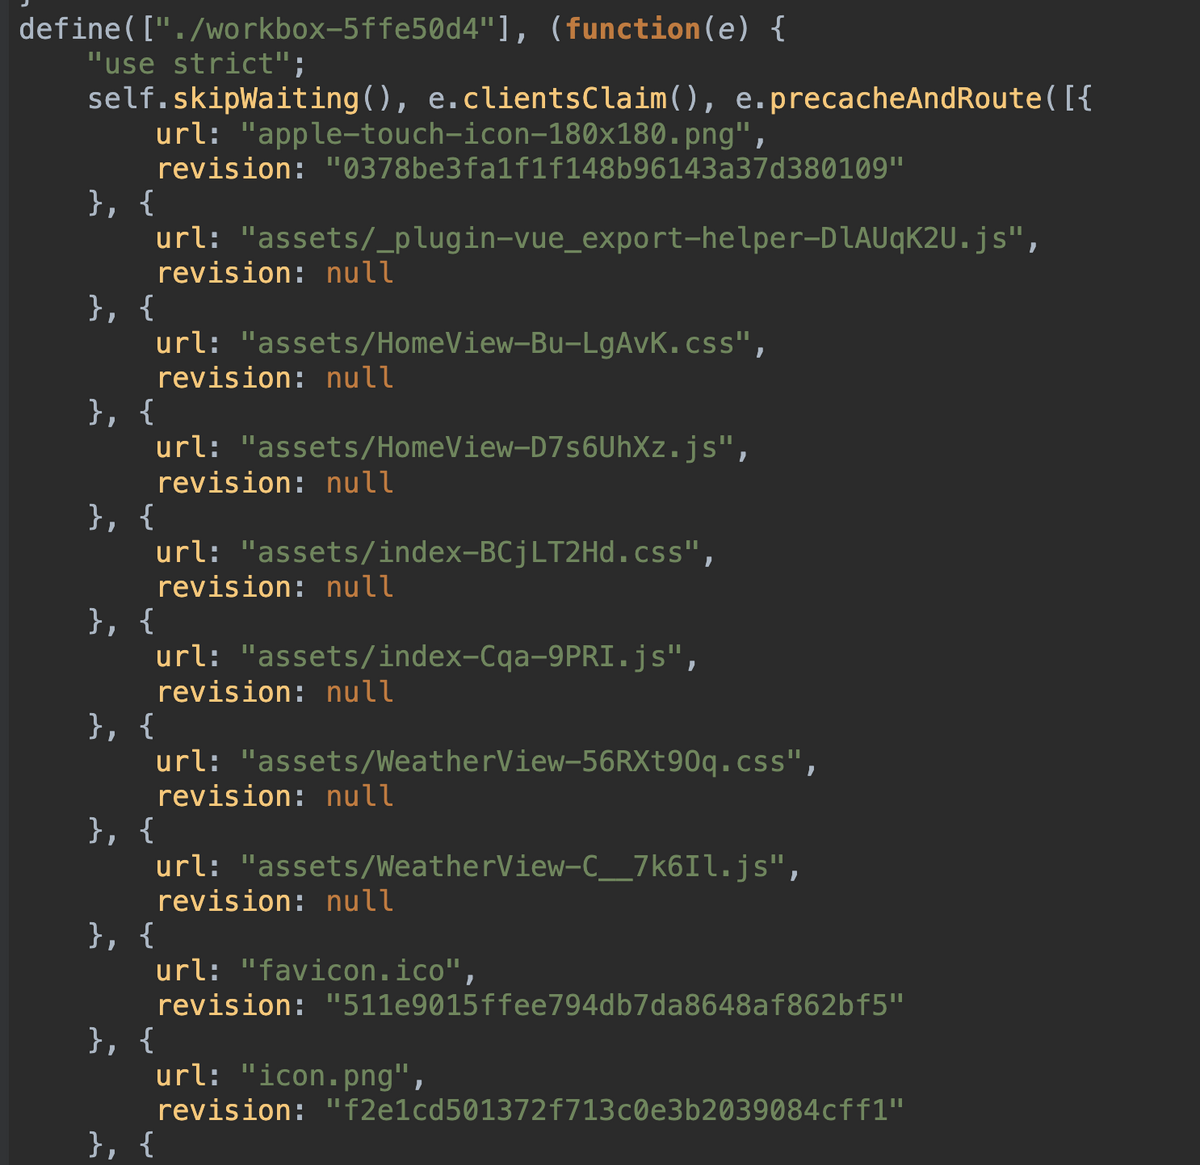 define(["./workbox-5ffe50d4"], (function(e) {
    "use strict";
    self.skipWaiting(), e.clientsClaim(), e.precacheAndRoute([{
        url: "apple-touch-icon-180x180.png",
        revision: "0378be3fa1f1f148b96143a37d380109"
    }, {
        url: "assets/_plugin-vue_export-helper-DlAUqK2U.js",
        revision: null
    }, {
        url: "assets/HomeView-Bu-LgAvK.css",
        revision: null
    }, {
        url: "assets/HomeView-D7s6UhXz.js",
        revision: null
    }, {
        url: "assets/index-BCjLT2Hd.css",
        revision: null
    }, {
        url: "assets/index-Cqa-9PRI.js",
        revision: null
    }, {
        url: "assets/WeatherView-56RXt9Oq.css",
        revision: null
    }, {
        url: "assets/WeatherView-C__7k6Il.js",
        revision: null
    }, {
        url: "favicon.ico",
        revision: "511e9015ffee794db7da8648af862bf5"
    }, {
        url: "icon.png",
        revision: "f2e1cd501372f713c0e3b2039084cff1"
    }, {